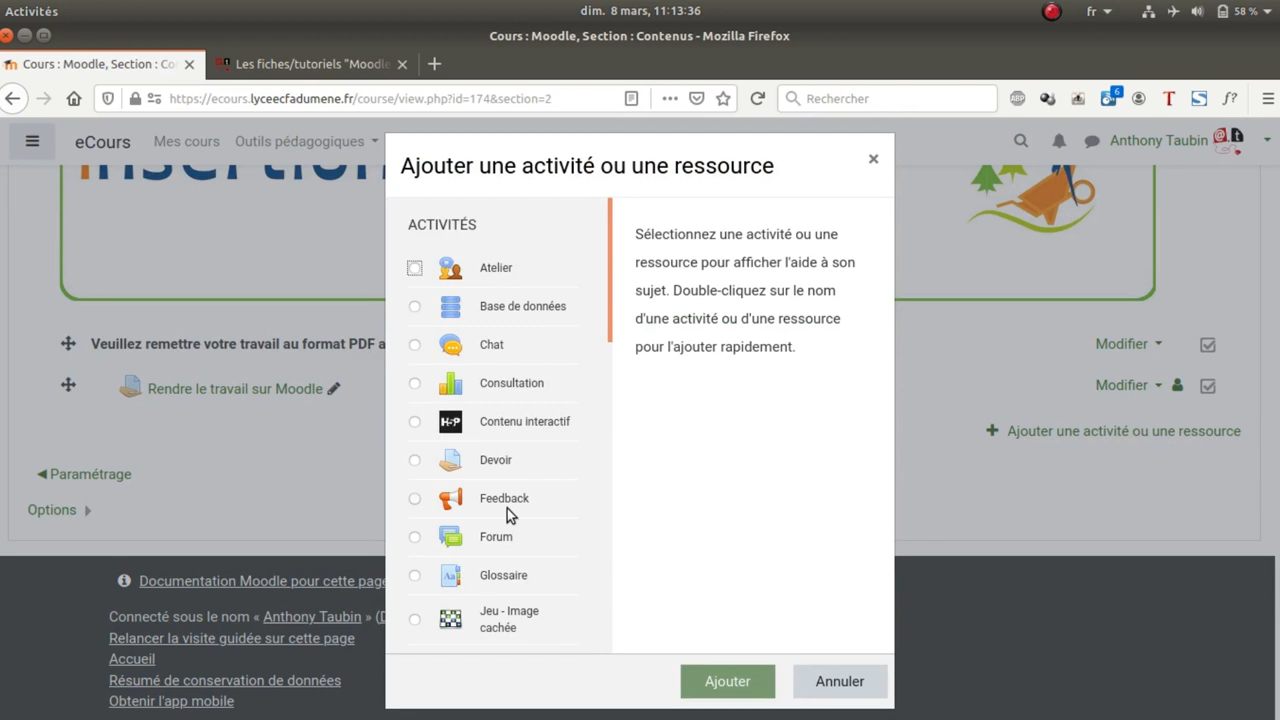 Activités
dim. 8 mars, 11:13:36
fr
58 %
Cours : Moodle, Section : Contenus - Mozilla Firefox
Cours : Moodle, Section : Co
Les fiches/tutoriels "Moodle
https://ecours.lyceecfadumene.fr/course/view.php?id=174&section=2
Rechercher
ABP
6
T
S
f?
eCours
Mes cours
Outils pédagogiques
Anthony Taubin
Ajouter une activité ou une ressource
×
ACTIVITÉS
Atelier
Base de données
Chat
Consultation
H5P
Contenu interactif
Devoir
Feedback
Forum
Aa
Glossaire
Jeu - Image
cachée
Sélectionnez une activité ou une
ressource pour afficher l'aide à son
sujet. Double-cliquez sur le nom
d'une activité ou d'une ressource
pour l'ajouter rapidement.
Ajouter
Annuler
Veuillez remettre votre travail au format PDF a
Modifier
Rendre le travail sur Moodle
Modifier
Ajouter une activité ou une ressource
Paramétrage
Options
Documentation Moodle pour cette page
Connecté sous le nom « Anthony Taubin » (D
Relancer la visite guidée sur cette page
Accueil
Résumé de conservation de données
Obtenir l'app mobile